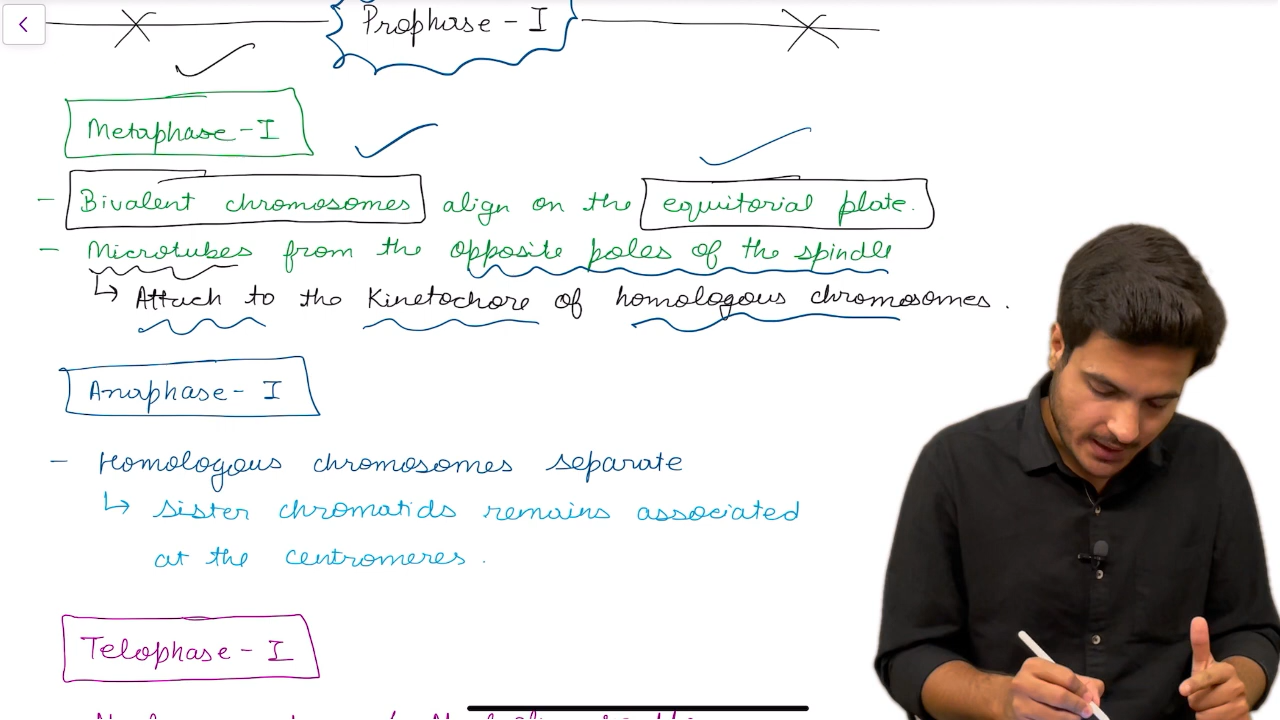 Prophase - I
Metaphase - I
- Bivalent chromosomes align on the equitorial plate.
- Microtubes from the opposite poles of the spindle
↳ Attach to the Kinetochore of homologous chromosomes.
Anaphase - I
- Homologous chromosomes separate
↳ sister chromatids remains associated
at the centromeres.
Telophase - I